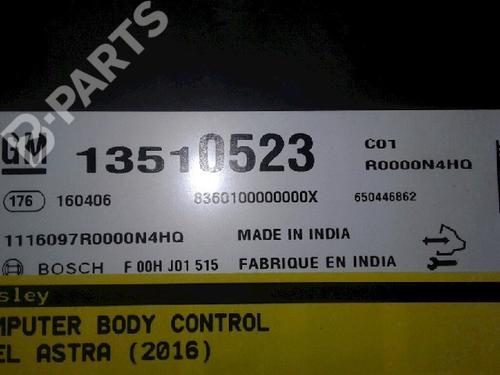 B-PARTS
GM 13510523 C01
R0000N4HQ
176 160406 8360100000000X 650446862
1116097R0000N4HQ MADE IN INDIA
BOSCH F 00H J01 515 FABRIQUE EN INDIA
sley
MPUTER BODY CONTROL
EL ASTRA (2016)